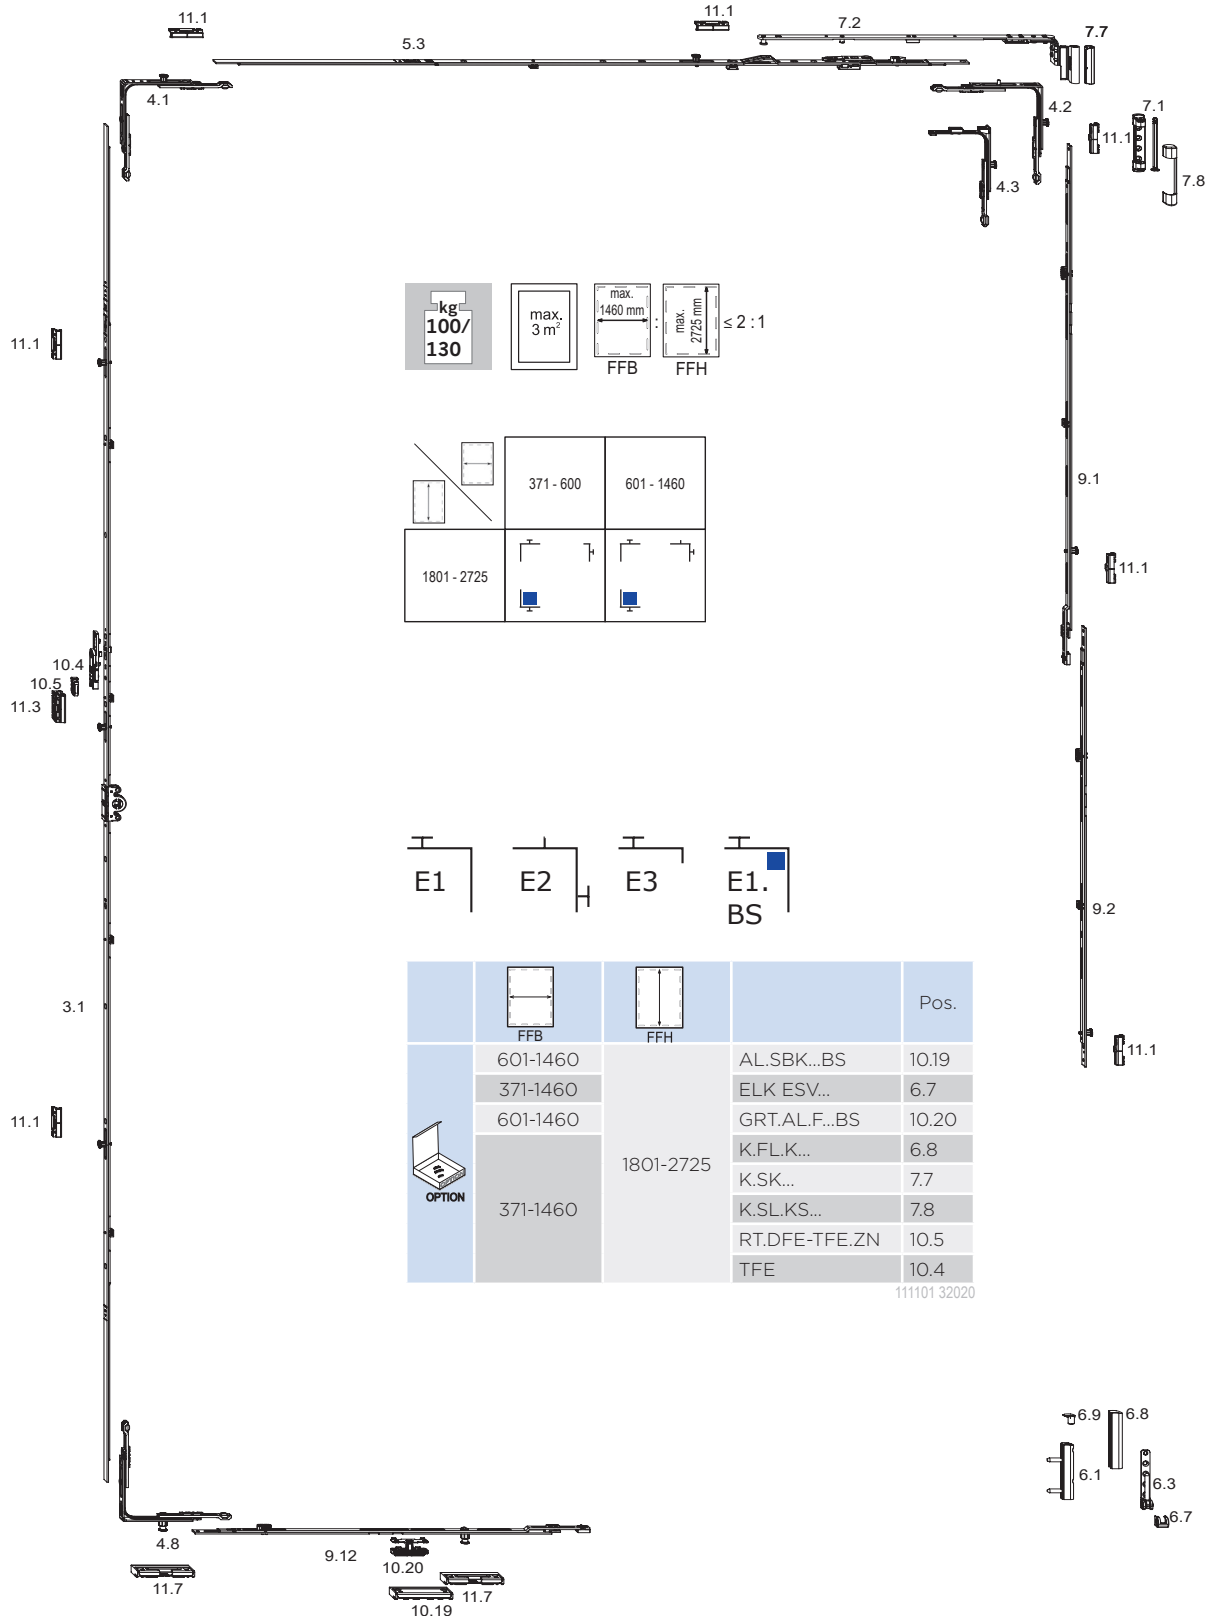 11.1
11.1
7.2
7.7
5.3
4.1
4.2
7.1
11.1
4.3
7.8
kg
100/
130
max.
3 m²
max.
1460 mm
FFB
:
max.
2725 mm
FFH
≤ 2 : 1
11.1
371 - 600
601 - 1460
1801 - 2725
9.1
11.1
10.4
10.5
11.3
E1
E2
E3
E1.
BS
9.2
3.1
11.1
11.1
FFB
FFH
Pos.
601-1460
AL.SBK...BS
10.19
371-1460
ELK ESV...
6.7
601-1460
GRT.AL.F...BS
10.20
371-1460
1801-2725
K.FL.K...
6.8
K.SK...
7.7
K.SL.KS...
7.8
RT.DFE-TFE.ZN
10.5
TFE
10.4
OPTION
111101 32020
6.9
6.8
6.1
6.3
6.7
4.8
9.12
10.20
11.7
11.7
10.19